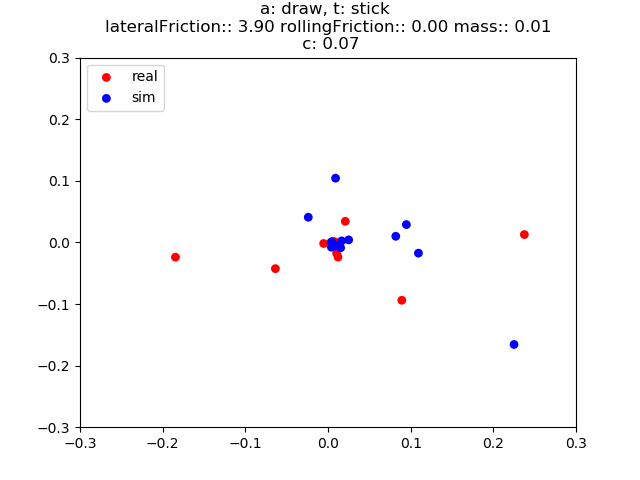 a: draw, t: stick
lateralFriction:: 3.90 rollingFriction:: 0.00 mass:: 0.01
c: 0.07
real
sim
0.3
0.2
0.1
0.0
−0.1
−0.2
−0.3
−0.3
−0.2
−0.1
0.0
0.1
0.2
0.3